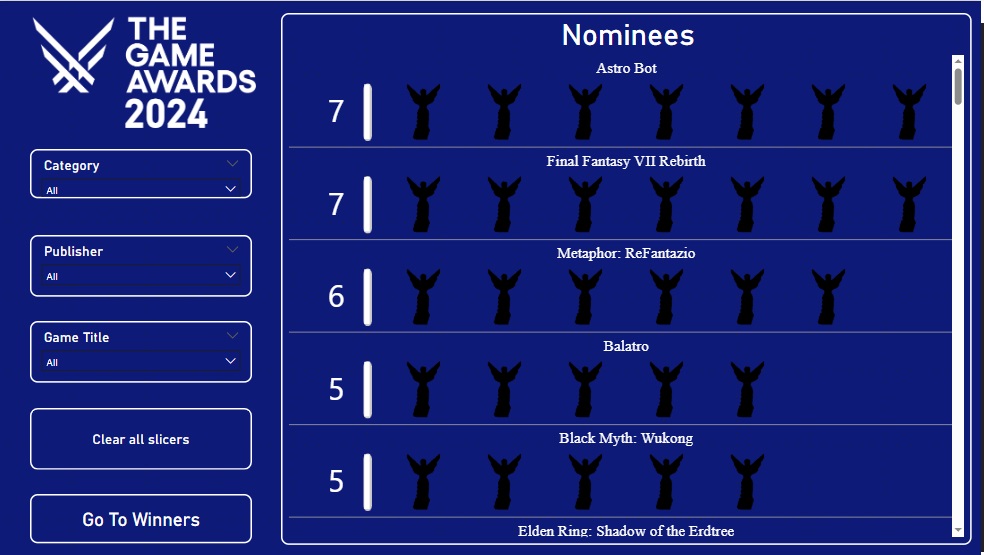 THE
GAME
AWARDS
2024
Category
All
Publisher
All
Game Title
All
Clear all slicers
Go To Winners
Nominees
Astro Bot
7
Final Fantasy VII Rebirth
7
Metaphor: ReFantazio
6
Balatro
5
Black Myth: Wukong
5
Elden Ring: Shadow of the Erdtree